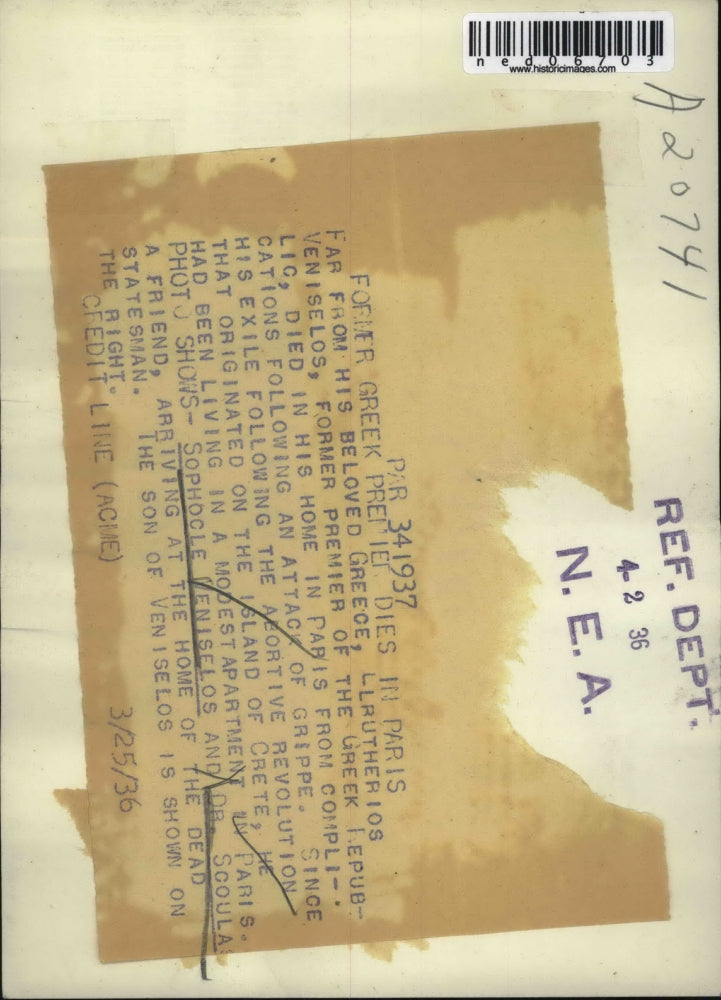 ned06703
www.historicimages.com
A20741
REF. DEPT.
4-2 36
N. E. A.
PAR 341937
FORMER GREEK PREMIER DIES IN PARIS
FAR FROM HIS BELOVED GREECE, LLRUTHERIOS
VENISELOS, FORMER PREMIER OF THE GREEK REPUB-
LIC, DIED IN HIS HOME IN PARIS FROM COMPLI-
CATIONS FOLLOWING AN ATTACK OF GRIPPE. SINCE
HIS EXILE FOLLOWING THE ABORTIVE REVOLUTION
THAT ORIGINATED ON THE ISLAND OF CRETE, HE
HAD BEEN LIVING IN A MODEST APARTMENT IN PARIS.
PHOTO SHOWS- SOPHOCLE VENISELOS AND DR. SCOULA
A FRIEND, ARRIVING AT THE HOME OF THE DEAD
STATESMAN. THE SON OF VENISELOS IS SHOWN ON
THE RIGHT.
CREDIT LINE (ACME) 3/25/36